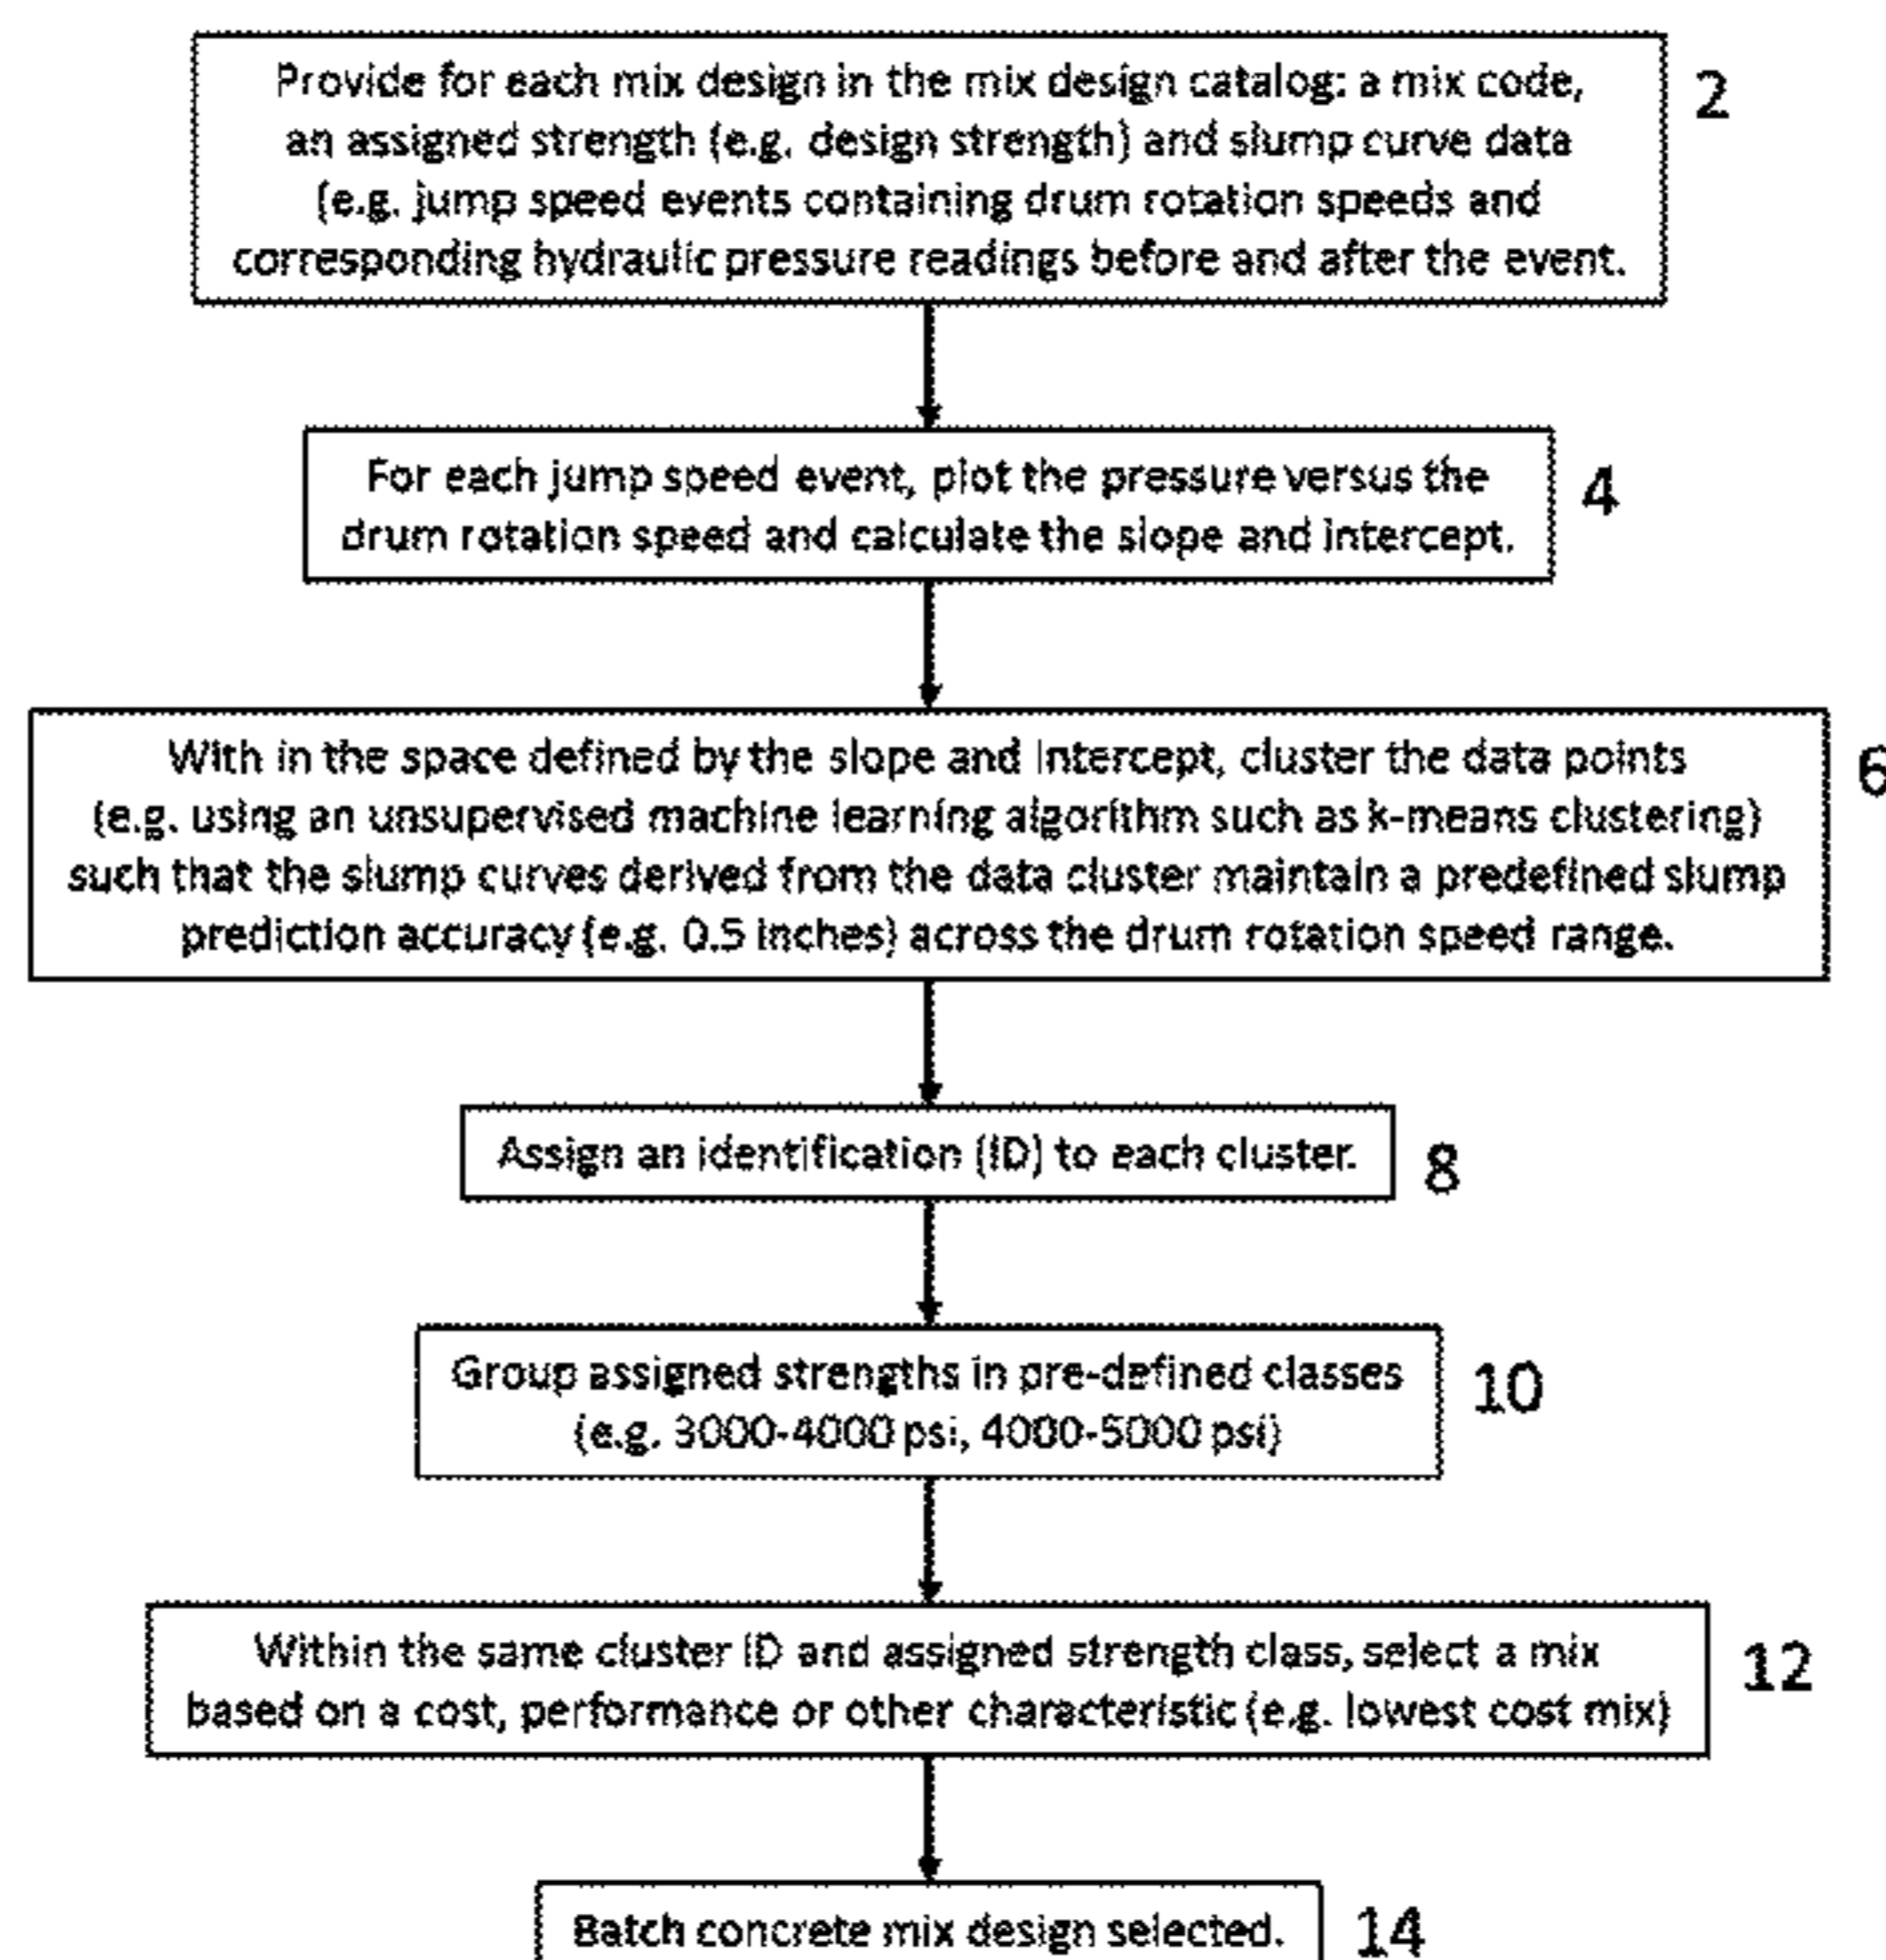 Provide for each mix design in the mix design catalog: a mix code,
an assigned strength (e.g. design strength) and slump curve data
(e.g. jump speed events containing drum rotation speeds and
corresponding hydraulic pressure readings before and after the event.
2
For each jump speed event, plot the pressure versus the
drum rotation speed and calculate the slope and intercept.
4
With in the space defined by the slope and intercept, cluster the data points
(e.g. using an unsupervised machine learning algorithm such as k-means clustering)
such that the slump curves derived from the data cluster maintain a predefined slump
prediction accuracy (e.g. 0.5 inches) across the drum rotation speed range.
6
Assign an identification (ID) to each cluster.
8
Group assigned strengths in pre-defined classes
(e.g. 3000-4000 psi, 4000-5000 psi)
10
Within the same cluster ID and assigned strength class, select a mix
based on a cost, performance or other characteristic (e.g. lowest cost mix)
12
Batch concrete mix design selected.
14